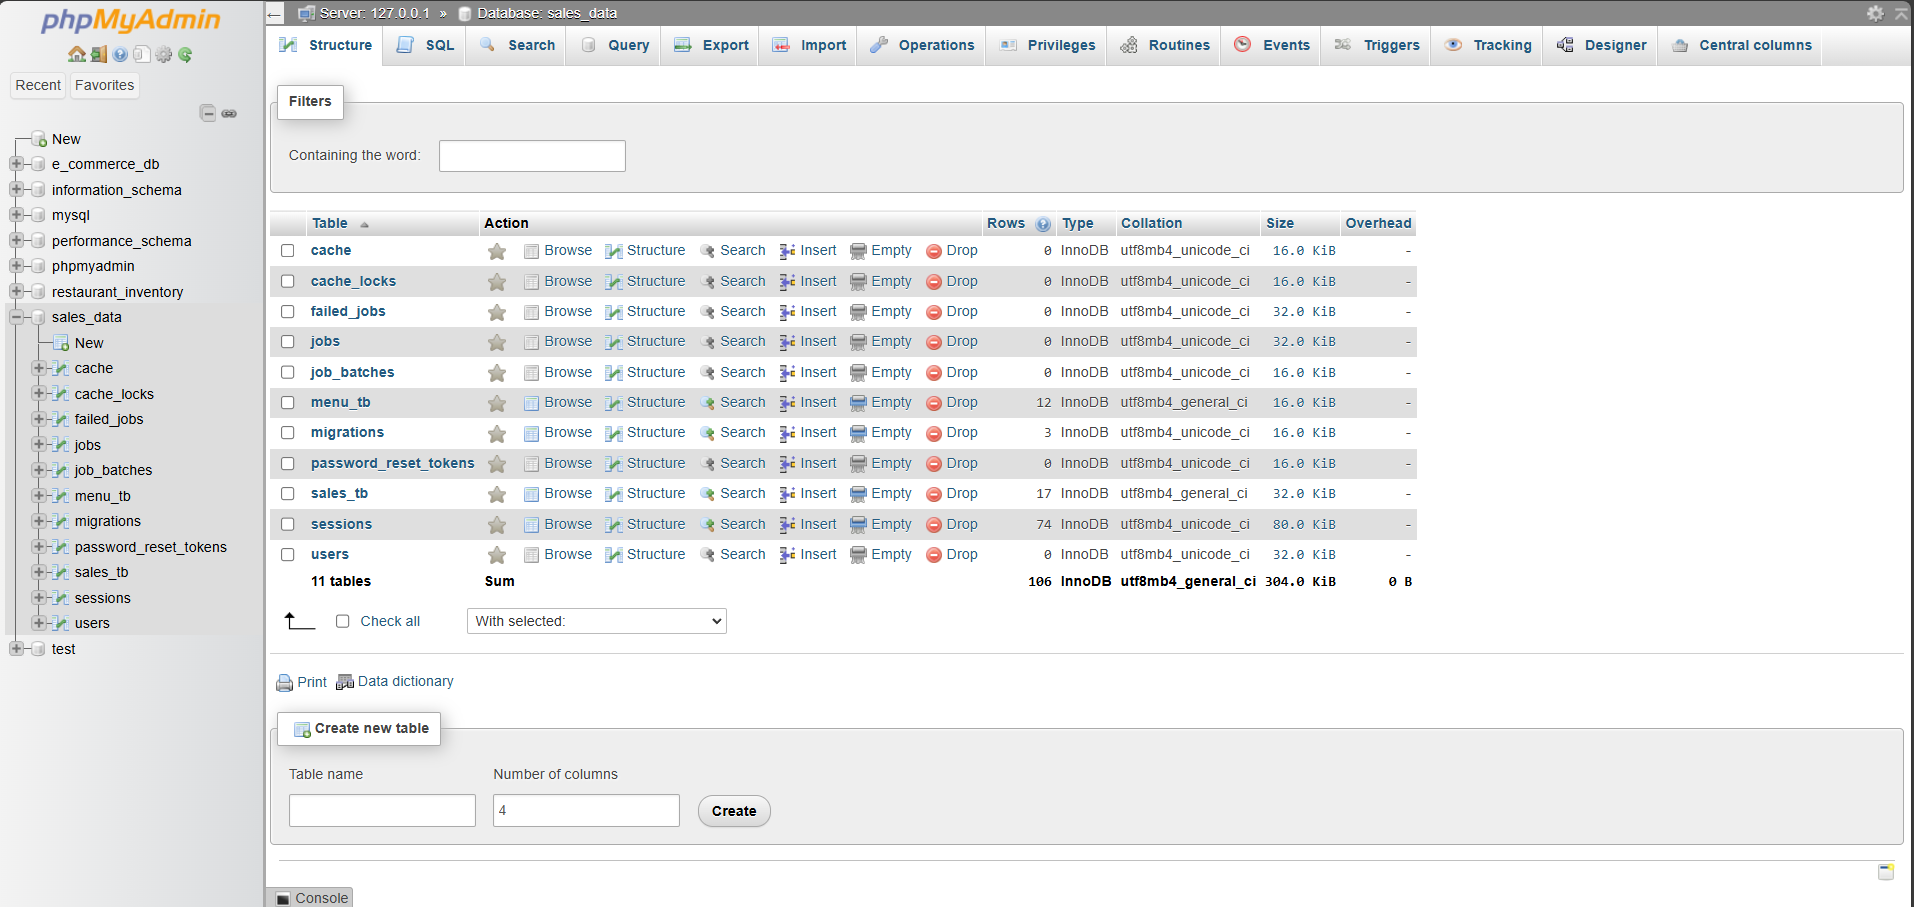 phpMyAdmin
Recent Favorites
New
e_commerce_db
information_schema
mysql
performance_schema
phpmyadmin
restaurant_inventory
sales_data
New
cache
cache_locks
failed_jobs
jobs
job_batches
menu_tb
migrations
password_reset_tokens
sales_tb
sessions
users
test
Server: 127.0.0.1 » Database: sales_data
Structure SQL Search Query Export Import Operations Privileges Routines Events Triggers Tracking Designer Central columns
Filters
Containing the word:
Table Action Rows Type Collation Size Overhead
cache Browse Structure Search Insert Empty Drop 0 InnoDB utf8mb4_unicode_ci 16.0 KiB -
cache_locks Browse Structure Search Insert Empty Drop 0 InnoDB utf8mb4_unicode_ci 16.0 KiB -
failed_jobs Browse Structure Search Insert Empty Drop 0 InnoDB utf8mb4_unicode_ci 32.0 KiB -
jobs Browse Structure Search Insert Empty Drop 0 InnoDB utf8mb4_unicode_ci 32.0 KiB -
job_batches Browse Structure Search Insert Empty Drop 0 InnoDB utf8mb4_unicode_ci 16.0 KiB -
menu_tb Browse Structure Search Insert Empty Drop 12 InnoDB utf8mb4_general_ci 16.0 KiB -
migrations Browse Structure Search Insert Empty Drop 3 InnoDB utf8mb4_unicode_ci 16.0 KiB -
password_reset_tokens Browse Structure Search Insert Empty Drop 0 InnoDB utf8mb4_unicode_ci 16.0 KiB -
sales_tb Browse Structure Search Insert Empty Drop 17 InnoDB utf8mb4_general_ci 32.0 KiB -
sessions Browse Structure Search Insert Empty Drop 74 InnoDB utf8mb4_unicode_ci 80.0 KiB -
users Browse Structure Search Insert Empty Drop 0 InnoDB utf8mb4_unicode_ci 32.0 KiB -
11 tables Sum 106 InnoDB utf8mb4_general_ci 304.0 KiB 0 B
Check all With selected:
Print Data dictionary
Create new table
Table name Number of columns
4 Create
Console